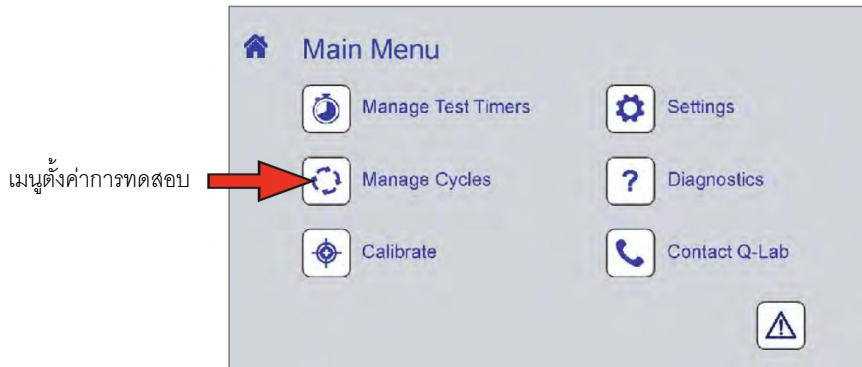 Main Menu
Manage Test Timers
Settings
เมนูตั้งค่าการทดสอบ
Manage Cycles
?
Diagnostics
Calibrate
Contact Q-Lab